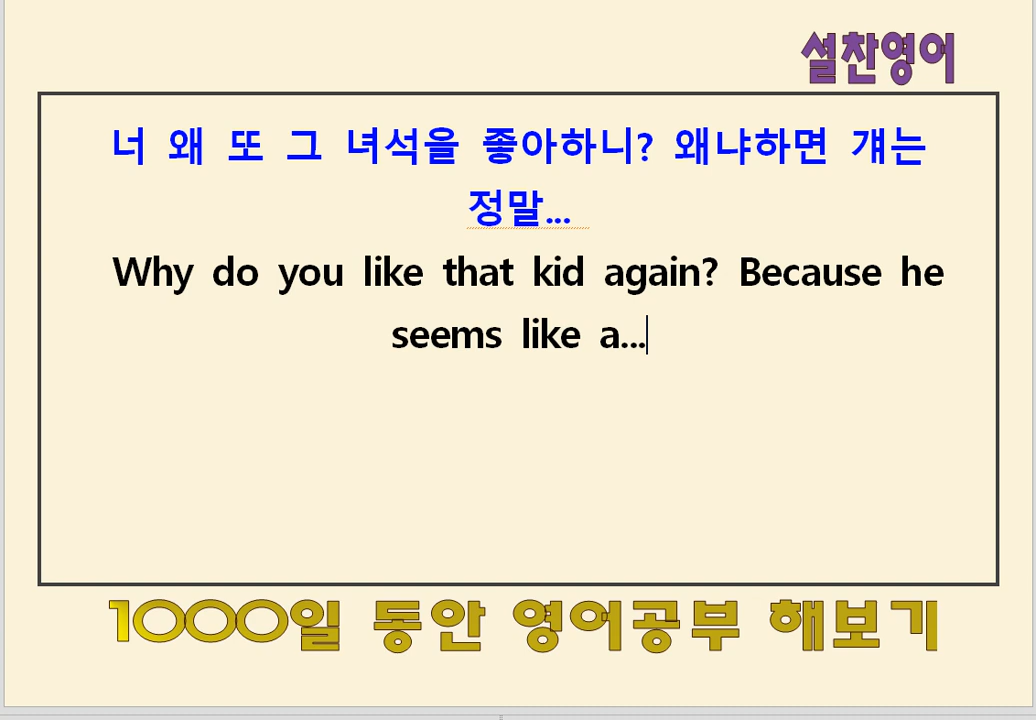 설찬영어
너 왜 또 그 녀석을 좋아하니? 왜냐하면 걔는
정말...
Why do you like that kid again? Because he
seems like a...
1000일 동안 영어공부 해보기